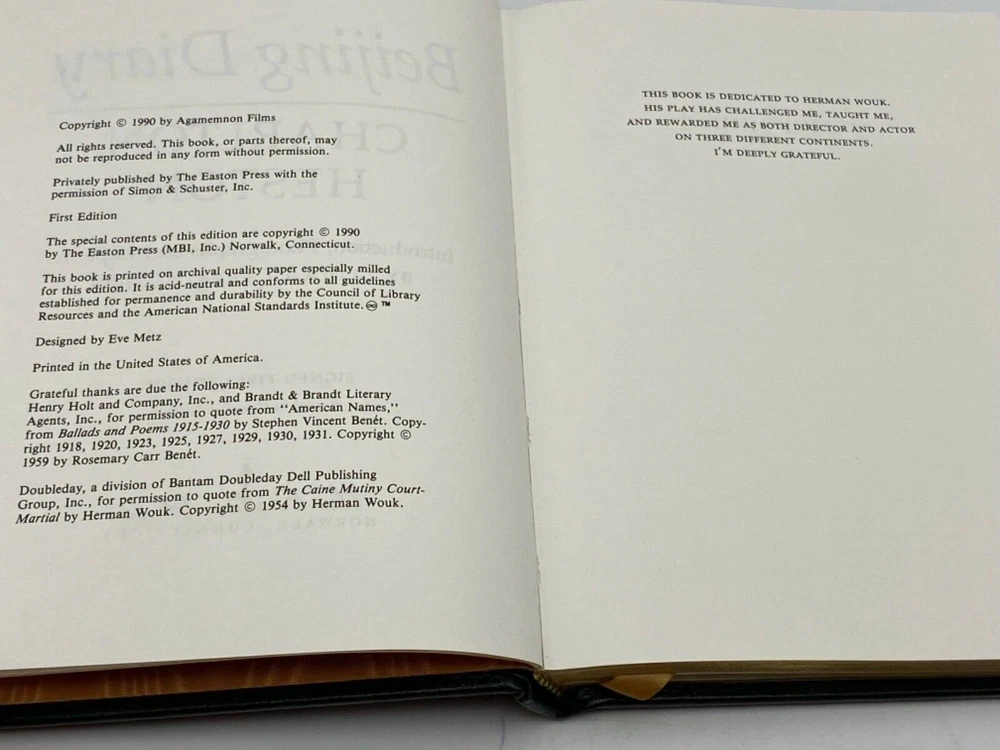 Copyright © 1990 by Agamemnon Films
All rights reserved. This book, or parts thereof, may
not be reproduced in any form without permission.
Privately published by The Easton Press with the
permission of Simon & Schuster, Inc.
First Edition
The special contents of this edition are copyright © 1990
by The Easton Press (MBI, Inc.) Norwalk, Connecticut.
This book is printed on archival quality paper especially milled
for this edition. It is acid-neutral and conforms to all guidelines
established for permanence and durability by the Council of Library
Resources and the American National Standards Institute. ♾ ™
Designed by Eve Metz
Printed in the United States of America.
Grateful thanks are due the following:
Henry Holt and Company, Inc., and Brandt & Brandt Literary
Agents, Inc., for permission to quote from “American Names,”
from Ballads and Poems 1915-1930 by Stephen Vincent Benét. Copy-
right 1918, 1920, 1923, 1925, 1927, 1929, 1930, 1931. Copyright ©
1959 by Rosemary Carr Benét.
Doubleday, a division of Bantam Doubleday Dell Publishing
Group, Inc., for permission to quote from The Caine Mutiny Court-
Martial by Herman Wouk. Copyright © 1954 by Herman Wouk.
THIS BOOK IS DEDICATED TO HERMAN WOUK.
HIS PLAY HAS CHALLENGED ME, TAUGHT ME,
AND REWARDED ME AS BOTH DIRECTOR AND ACTOR
ON THREE DIFFERENT CONTINENTS.
I'M DEEPLY GRATEFUL.